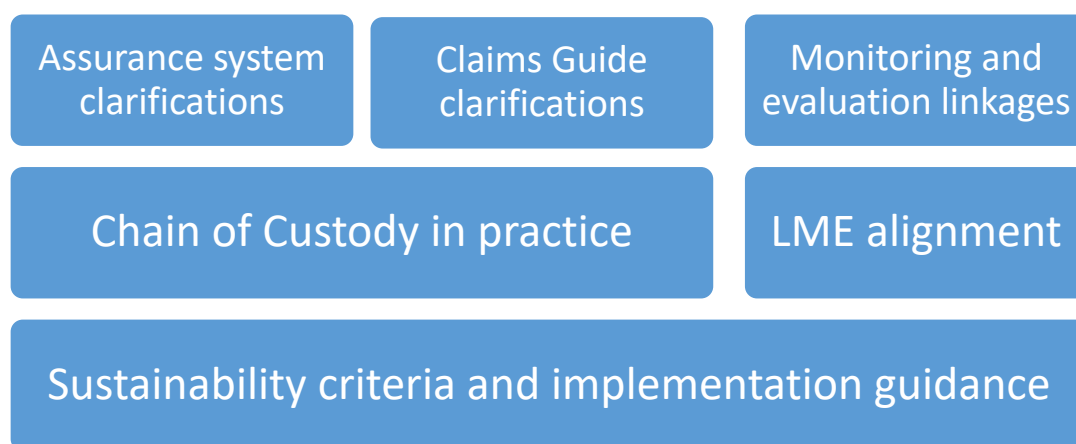 Assurance system
clarifications
Claims Guide
clarifications
Monitoring and
evaluation linkages
Chain of Custody in practice
LME alignment
Sustainability criteria and implementation guidance